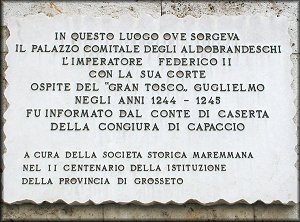 IN QUESTO LUOGO OVE SORGEVA
IL PALAZZO COMITALE DEGLI ALDOBRANDESCHI
L'IMPERATORE FEDERICO II
CON LA SUA CORTE
OSPITE DEL "GRAN TOSCO„ GUGLIELMO
NEGLI ANNI 1244 - 1245
FU INFORMATO DAL CONTE DI CASERTA
DELLA CONGIURA DI CAPACCIO
A CURA DELLA SOCIETA STORICA MAREMMANA
NEL II CENTENARIO DELLA ISTITUZIONE
DELLA PROVINCIA DI GROSSETO